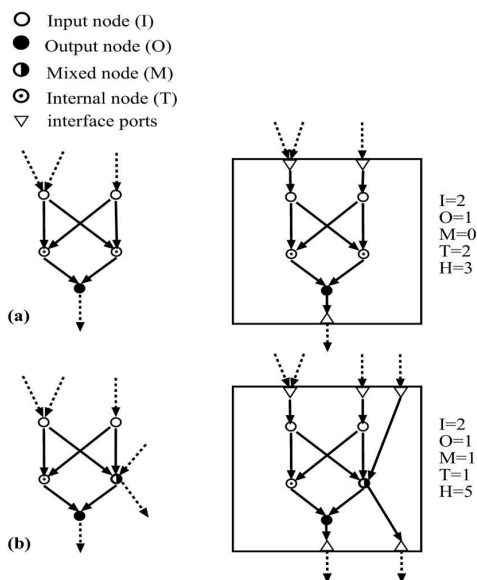 Input node (I)
Output node (O)
Mixed node (M)
Internal node (T)
interface ports
I=2
O=1
M=0
T=2
H=3
(a)
I=2
O=1
M=1
T=1
H=5
(b)